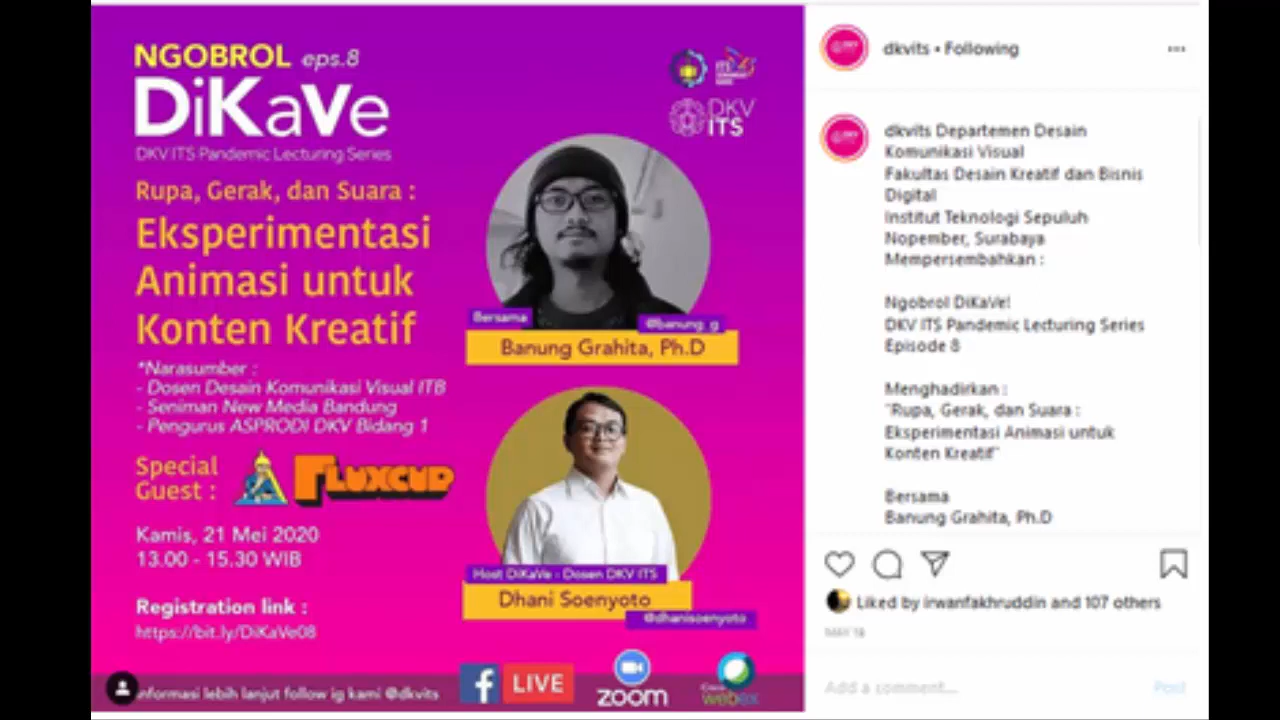 NGOBROL eps.8
DiKaVe
DKV ITS Pandemic Lecturing Series
Rupa, Gerak, dan Suara :
Eksperimentasi
Animasi untuk
Konten Kreatif
*Narasumber :
- Dosen Desain Komunikasi Visual ITB
- Seniman New Media Bandung
- Pengurus ASPRODI DKV Bidang 1
Special
Guest :
FLUXCUP
Kamis, 21 Mei 2020
13.00 - 15.30 WIB
Registration link :
https://bit.ly/DiKaVe08
informasi lebih lanjut follow ig kami @dkvits
DKV
ITS
Bersama
@banung_g
Banung Grahita, Ph.D
Host DiKaVe - Dosen DKV ITS
Dhani Soenyoto
@dhanisoenyoto
f LIVE
zoom
Cisco
webex
dkvits • Following
dkvits Departemen Desain
Komunikasi Visual
Fakultas Desain Kreatif dan Bisnis
Digital
Institut Teknologi Sepuluh
Nopember, Surabaya
Mempersembahkan :
Ngobrol DiKaVe!
DKV ITS Pandemic Lecturing Series
Episode 8
Menghadirkan :
"Rupa, Gerak, dan Suara :
Eksperimentasi Animasi untuk
Konten Kreatif"
Bersama
Banung Grahita, Ph.D
Liked by irwanfakhruddin and 107 others
MAY 18
Add a comment...
Post